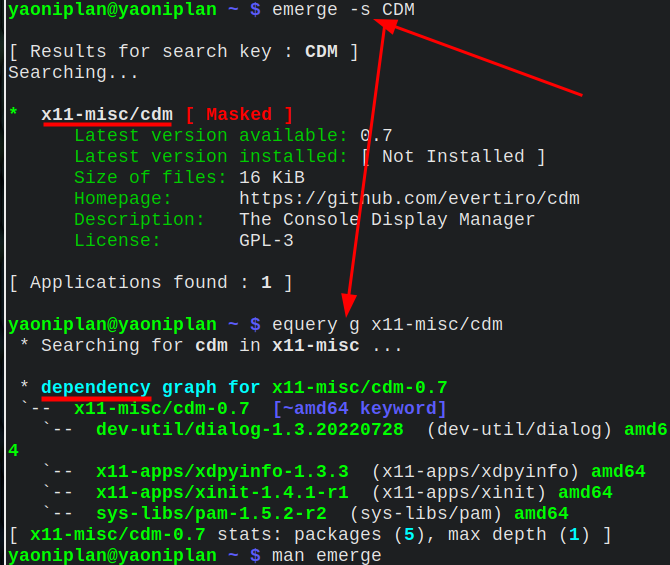 yaoniplan@yaoniplan ~ $ emerge -s CDM
[ Results for search key : CDM ]
Searching...
*  x11-misc/cdm [ Masked ]
      Latest version available: 0.7
      Latest version installed: [ Not Installed ]
      Size of files: 16 KiB
      Homepage:      https://github.com/evertiro/cdm
      Description:   The Console Display Manager
      License:       GPL-3
[ Applications found : 1 ]
yaoniplan@yaoniplan ~ $ equery g x11-misc/cdm
 * Searching for cdm in x11-misc ...
 * dependency graph for x11-misc/cdm-0.7
 `--  x11-misc/cdm-0.7  [~amd64 keyword]
   `--  dev-util/dialog-1.3.20220728  (dev-util/dialog) amd6
4
   `--  x11-apps/xdpyinfo-1.3.3  (x11-apps/xdpyinfo) amd64
   `--  x11-apps/xinit-1.4.1-r1  (x11-apps/xinit) amd64
   `--  sys-libs/pam-1.5.2-r2  (sys-libs/pam) amd64
[ x11-misc/cdm-0.7 stats: packages (5), max depth (1) ]
yaoniplan@yaoniplan ~ $ man emerge